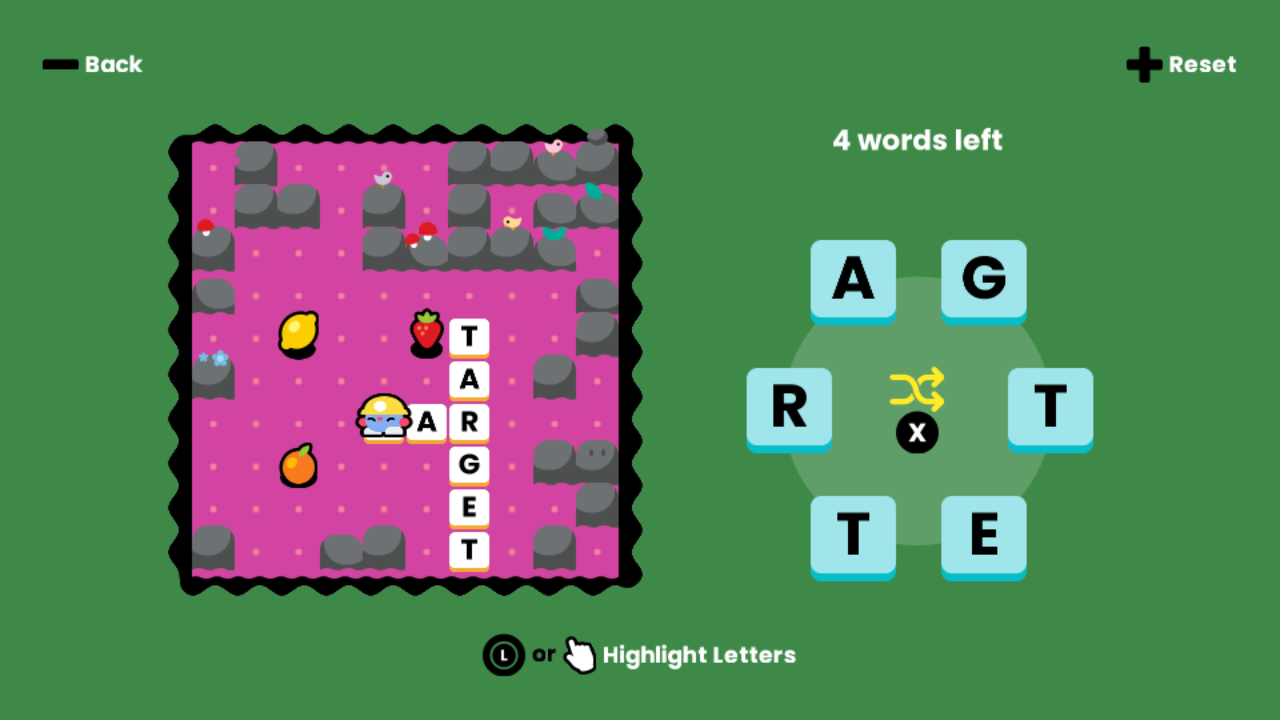 Back
Reset
4 words left
T
A
A R
G
E
T
A G
R T
X
T E
L or Highlight Letters